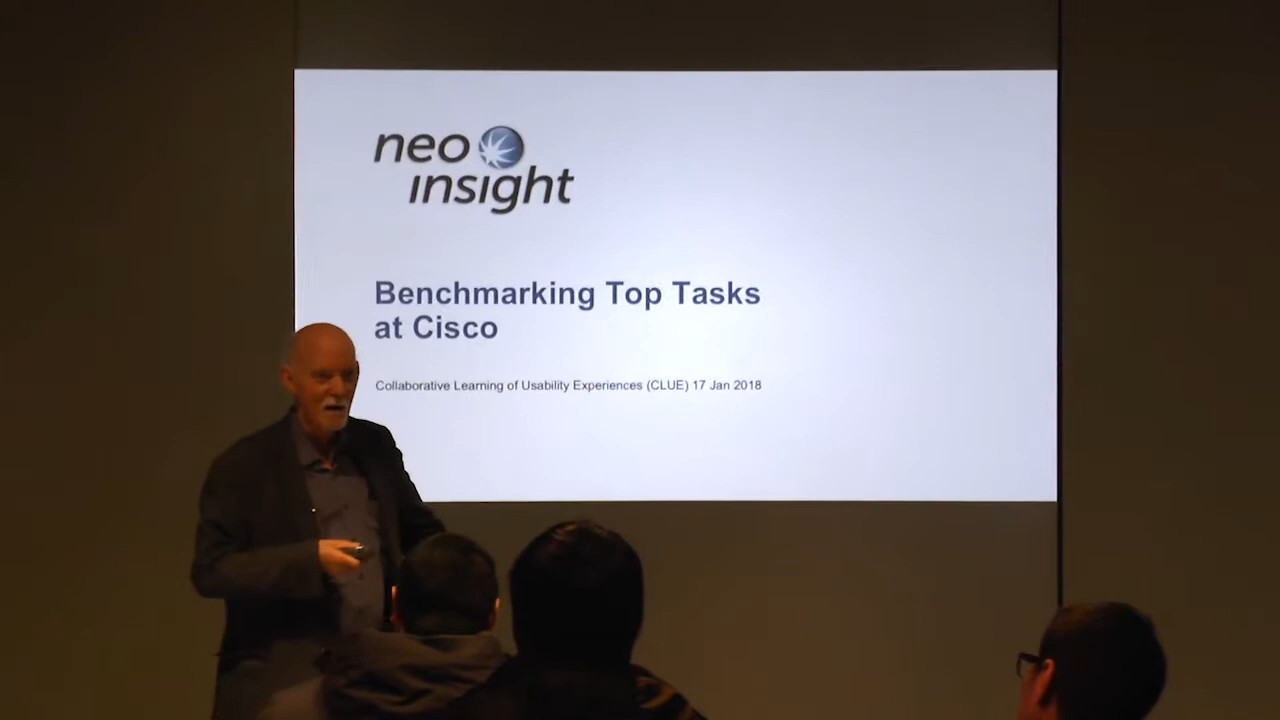 neo
insight
Benchmarking Top Tasks
at Cisco
Collaborative Learning of Usability Experiences (CLUE) 17 Jan 2018